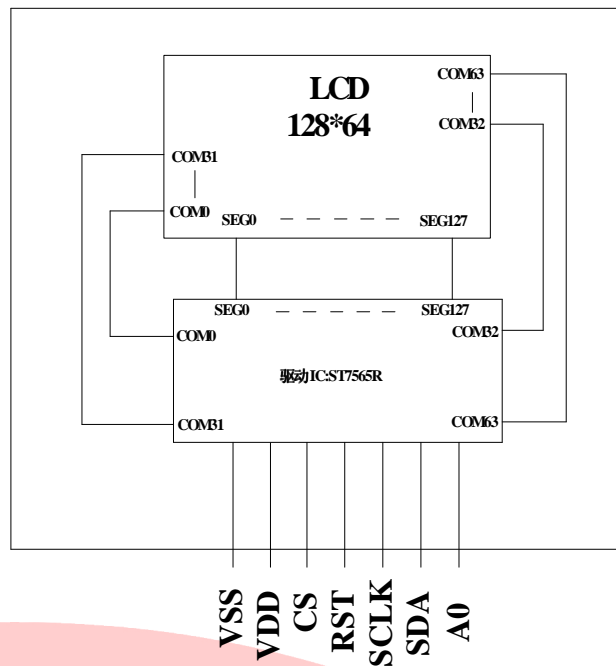 LCD
128*64
COM63
COM32
COM31
COM0
SEG0 — — — — — SEG127
SEG0 — — — — — SEG127
COM0
COM32
驱动IC:ST7565R
COM31
COM63
VSS
VDD
CS
RST
SCLK
SDA
A0